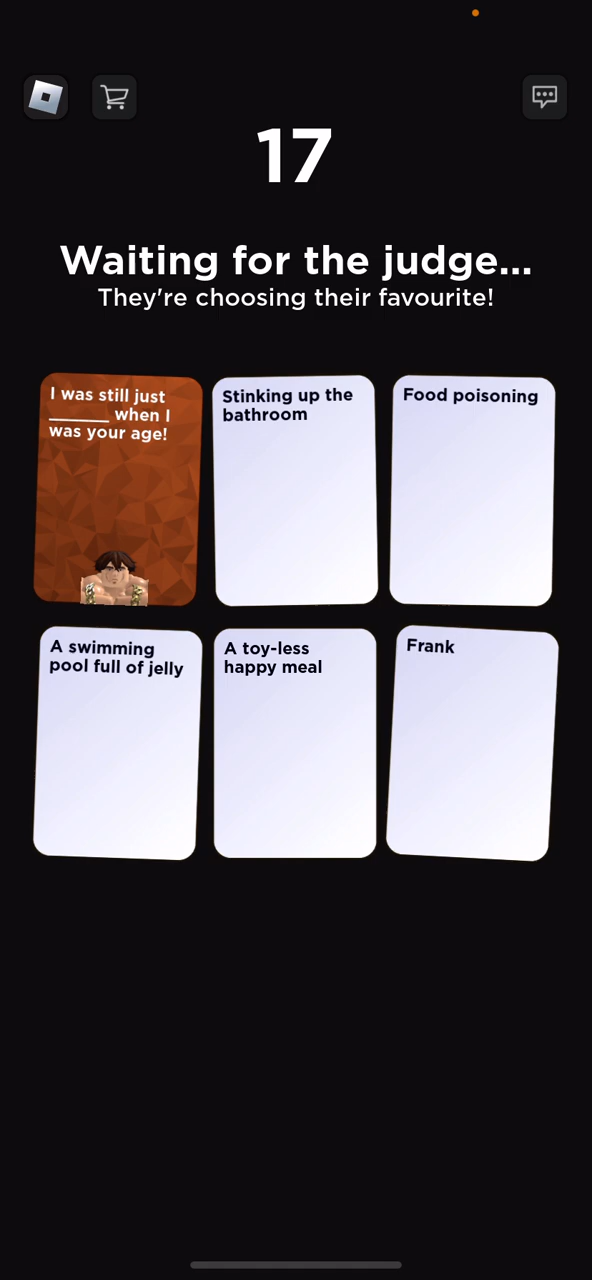 17
Waiting for the judge...
They're choosing their favourite!
I was still just
_______ when I
was your age!
Stinking up the
bathroom
Food poisoning
A swimming
pool full of jelly
A toy-less
happy meal
Frank